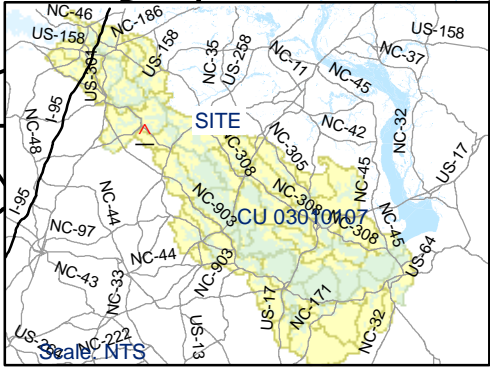 NC-46
NC-186
US-158
US-158
US-301
US-158
NC-35
US-258
NC-11
NC-45
NC-37
US-158
I-95
NC-48
SITE
NC-42
NC-32
US-17
NC-308
NC-305
NC-45
I-95
NC-44
NC-903
NC-308
CU 03010107
NC-308
NC-45
NC-97
NC-44
NC-903
US-64
NC-43
NC-33
US-17
NC-171
NC-32
US-13
NC-222
Scale: NTS